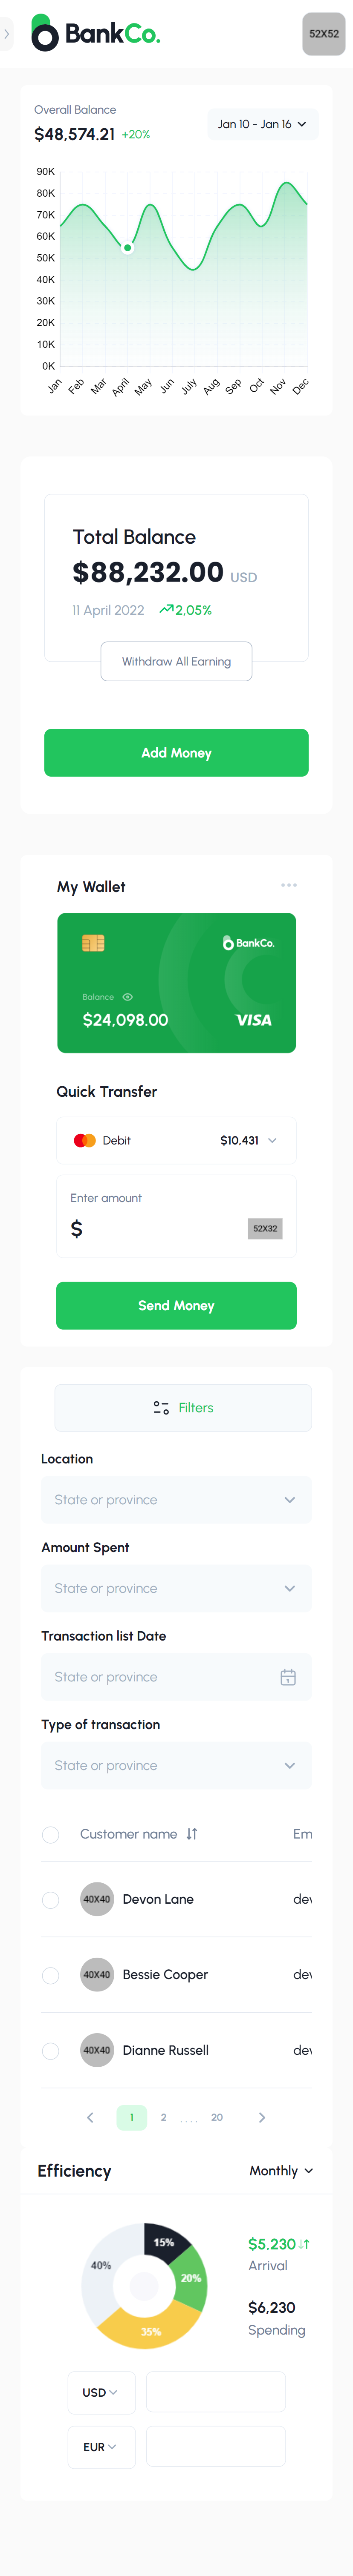 BankCo.
52X52
Overall Balance
$48,574.21 +20%
Jan 10 - Jan 16
90K
80K
70K
60K
50K
40K
30K
20K
10K
0K
Jan Feb Mar April May Jun July Aug Sep Oct Nov Dec
Total Balance
$88,232.00 USD
11 April 2022 2,05%
Withdraw All Earning
Add Money
My Wallet
BankCo.
Balance
$24,098.00 VISA
Quick Transfer
Debit $10,431
Enter amount
$ 52X32
Send Money
Filters
Location
State or province
Amount Spent
State or province
Transaction list Date
State or province
1
Type of transaction
State or province
Customer name Em
40X40 Devon Lane dev
40X40 Bessie Cooper dev
40X40 Dianne Russell dev
1 2 .... 20
Efficiency Monthly
15%
20%
35%
40%
$5,230
Arrival
$6,230
Spending
USD
EUR